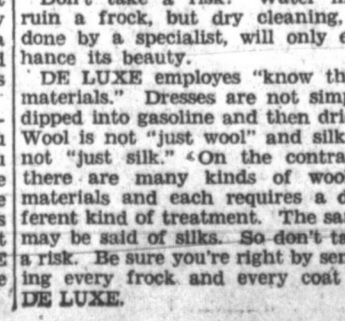 Don't take a risk! Water m
ruin a frock, but dry cleaning,
done by a specialist, will only e
hance its beauty.
DE LUXE employes "know th
materials." Dresses are not simp
dipped into gasoline and then dri
Wool is not "just wool" and silk
not "just silk." On the contra
there are many kinds of woo
materials and each requires a d
ferent kind of treatment. The sa
may be said of silks. So don't ta
a risk. Be sure you're right by sen
ing every frock and every coat
DE LUXE.